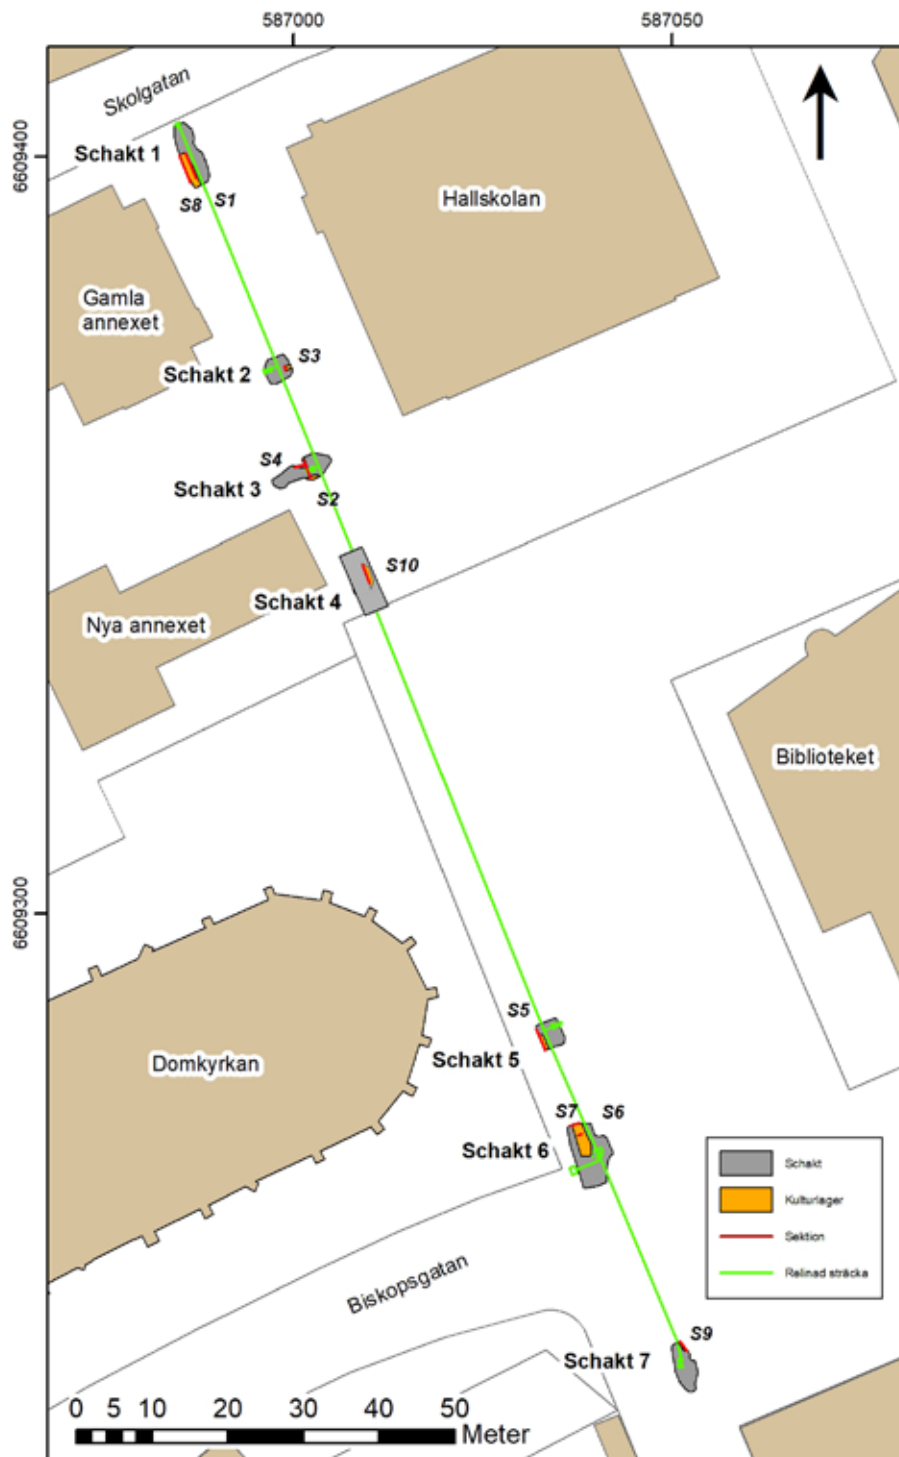 587000
587050
6609400
6609300
Skolgatan
Schakt 1
S8
S1
Hallskolan
Gamla
annexet
Schakt 2
S3
S4
Schakt 3
S2
S10
Schakt 4
Nya annexet
Biblioteket
S5
Schakt 5
Domkyrkan
S7
S6
Schakt 6
Schakt
Kulturlager
Sektion
Relinad sträcka
Biskopsgatan
S9
Schakt 7
0 5 10 20 30 40 50
Meter